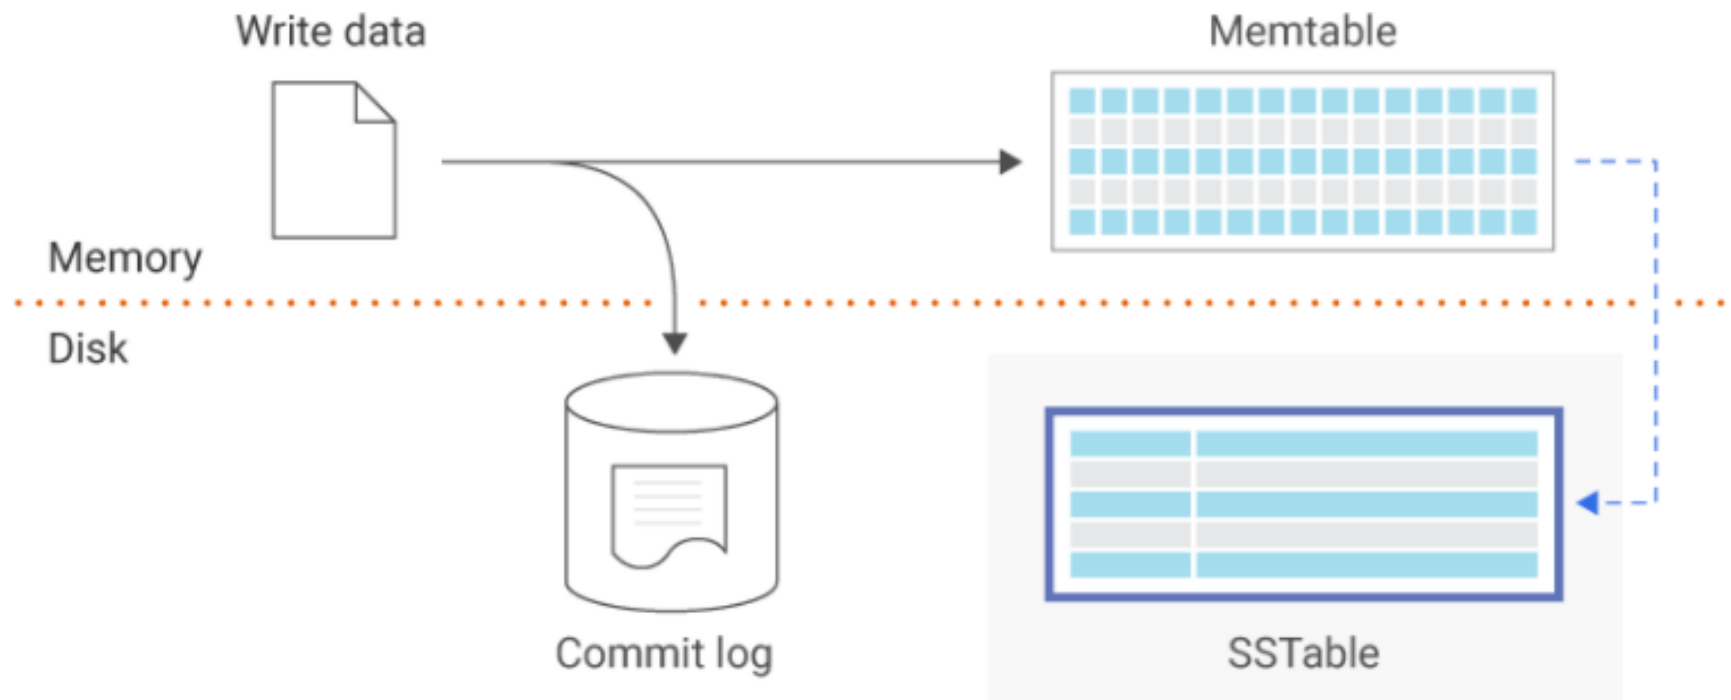 Write data
Memtable
Memory
Disk
Commit log
SSTable